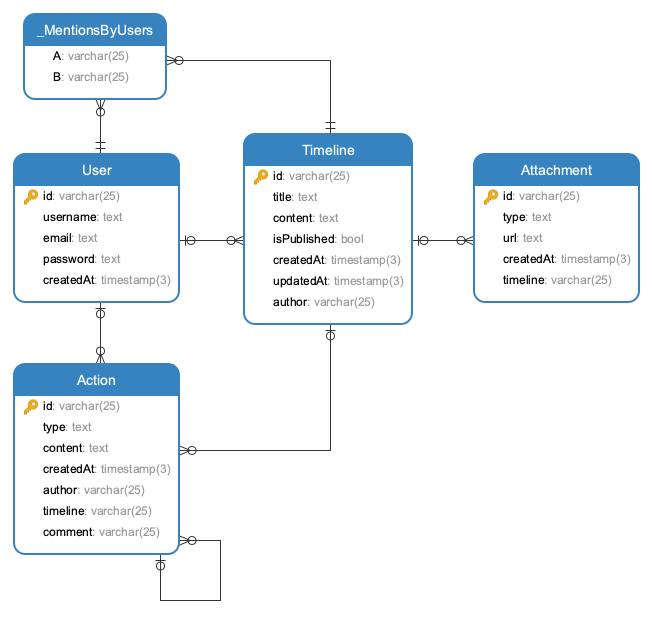 _MentionsByUsers
A: varchar(25)
B: varchar(25)
User
id: varchar(25)
username: text
email: text
password: text
createdAt: timestamp(3)
Timeline
id: varchar(25)
title: text
content: text
isPublished: bool
createdAt: timestamp(3)
updatedAt: timestamp(3)
author: varchar(25)
Attachment
id: varchar(25)
type: text
url: text
createdAt: timestamp(3)
timeline: varchar(25)
Action
id: varchar(25)
type: text
content: text
createdAt: timestamp(3)
author: varchar(25)
timeline: varchar(25)
comment: varchar(25)